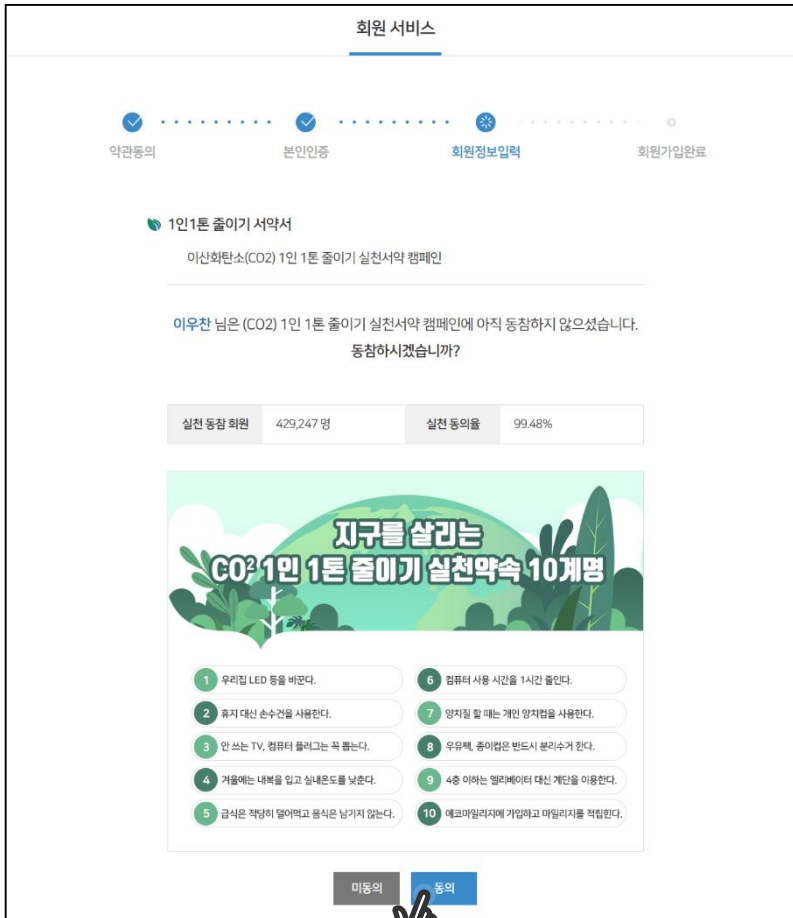 회원 서비스
약관동의
본인인증
회원정보입력
회원가입완료
1인1톤 줄이기 서약서
이산화탄소(CO2) 1인 1톤 줄이기 실천서약 캠페인
이우찬 님은 (CO2) 1인 1톤 줄이기 실천서약 캠페인에 아직 동참하지 않으셨습니다.
동참하시겠습니까?
실천 동참 회원 429,247 명 실천 동의율 99.48%
지구를 살리는
CO² 1인 1톤 줄이기 실천약속 10계명
1 우리집 LED 등을 바꾼다.
2 휴지 대신 손수건을 사용한다.
3 안 쓰는 TV, 컴퓨터 플러그는 꼭 뽑는다.
4 겨울에는 내복을 입고 실내온도를 낮춘다.
5 급식은 적당히 덜어먹고 음식은 남기지 않는다.
6 컴퓨터 사용 시간을 1시간 줄인다.
7 양치질 할 때는 개인 양치컵을 사용한다.
8 우유팩, 종이컵은 반드시 분리수거 한다.
9 4층 이하는 엘리베이터 대신 계단을 이용한다.
10 에코마일리지에 가입하고 마일리지를 적립한다.
미동의
동의